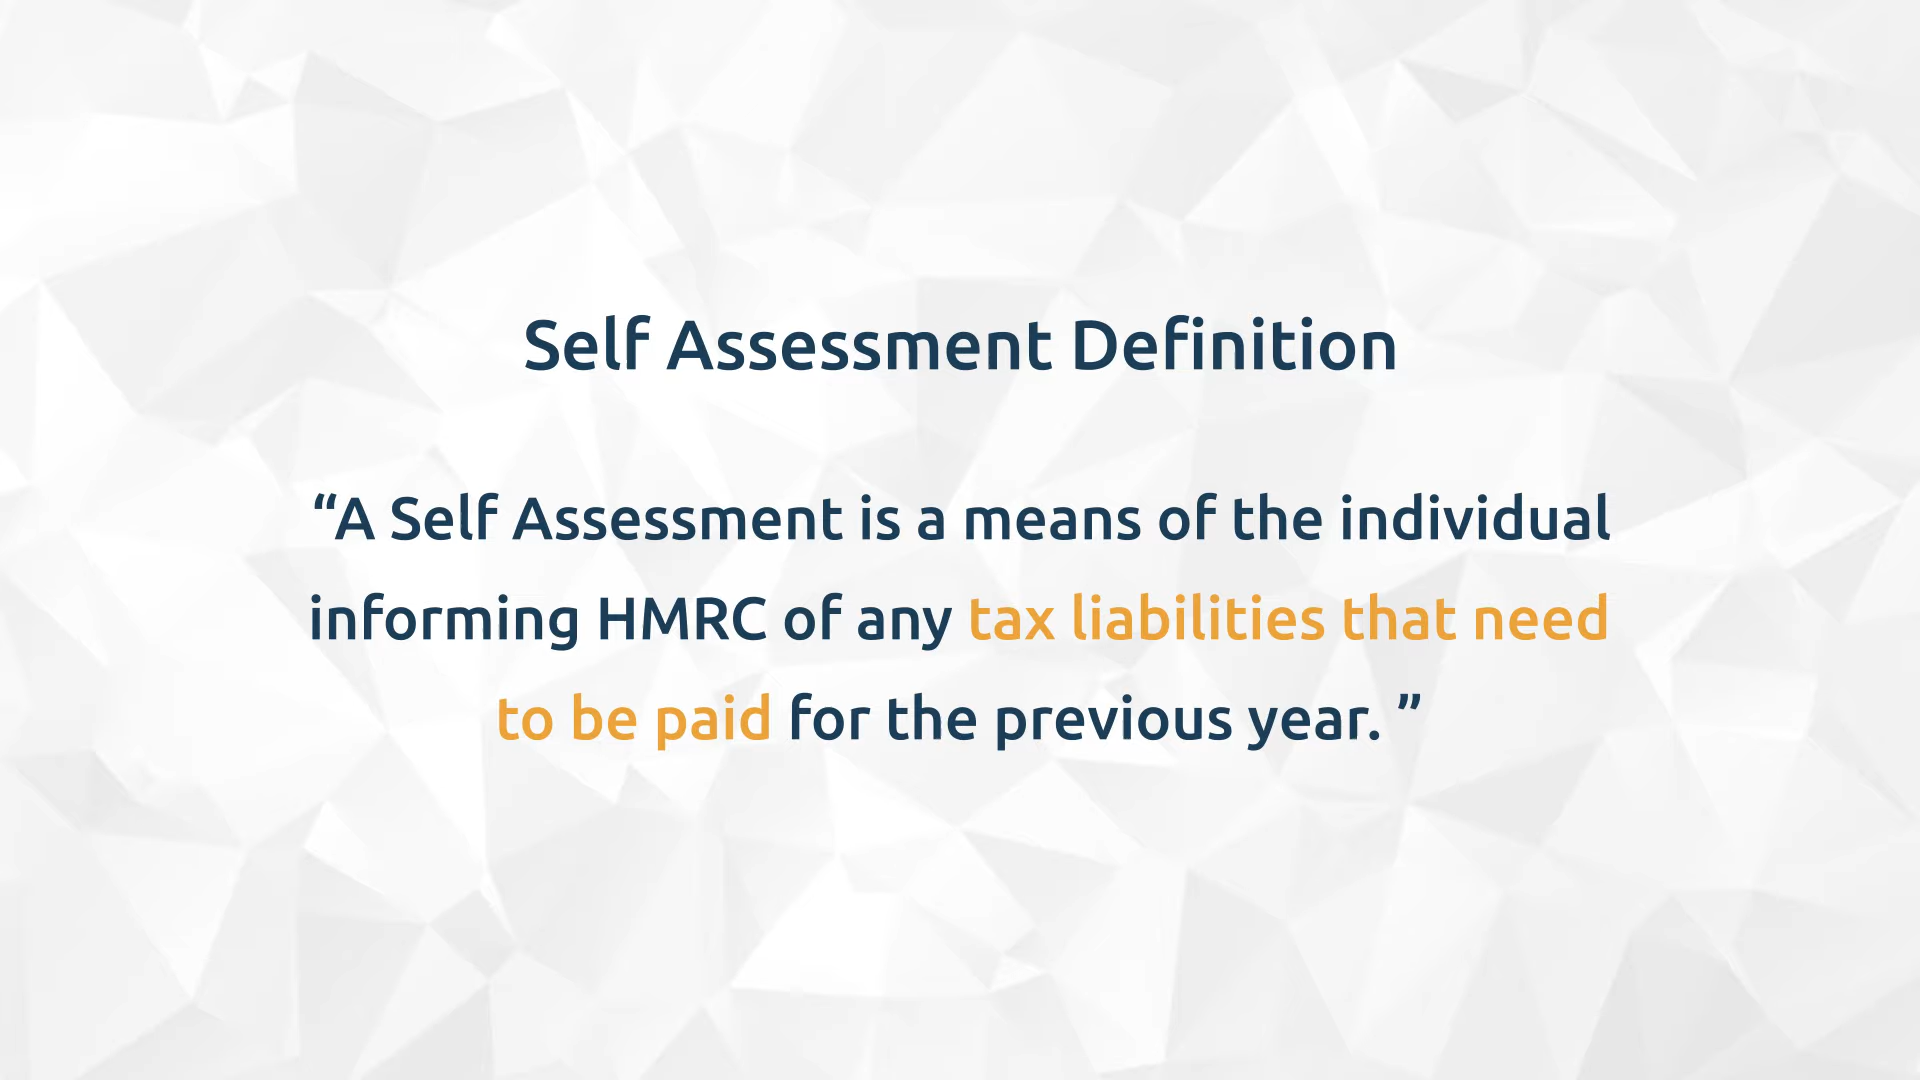 Self Assessment Definition
“A Self Assessment is a means of the individual
informing HMRC of any tax liabilities that need
to be paid for the previous year. ”